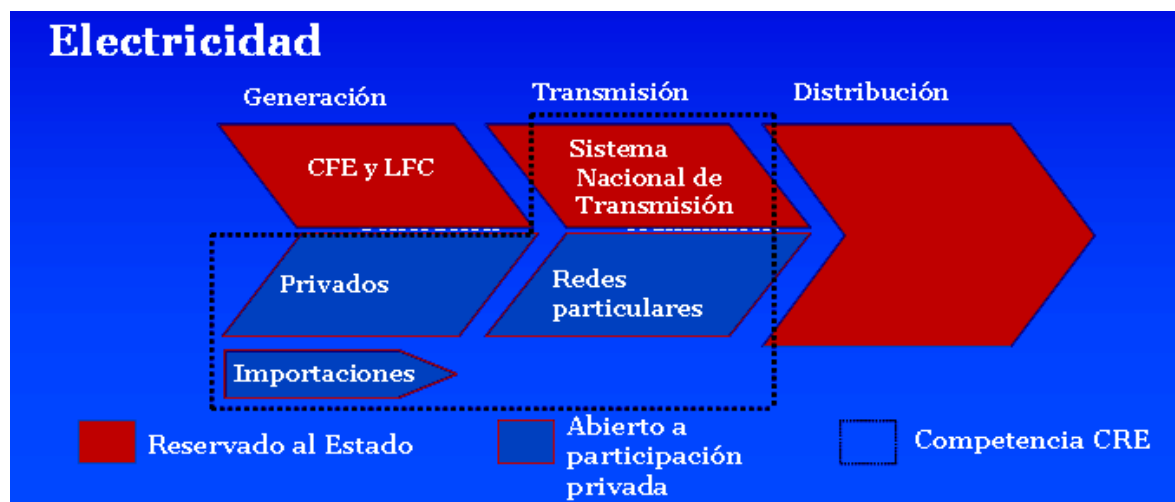 Electricidad
Generación
Transmisión
Distribución
CFE y LFC
Sistema
Nacional de
Transmisión
Privados
Redes
particulares
Importaciones
Reservado al Estado
Abierto a
participación
privada
Competencia CRE